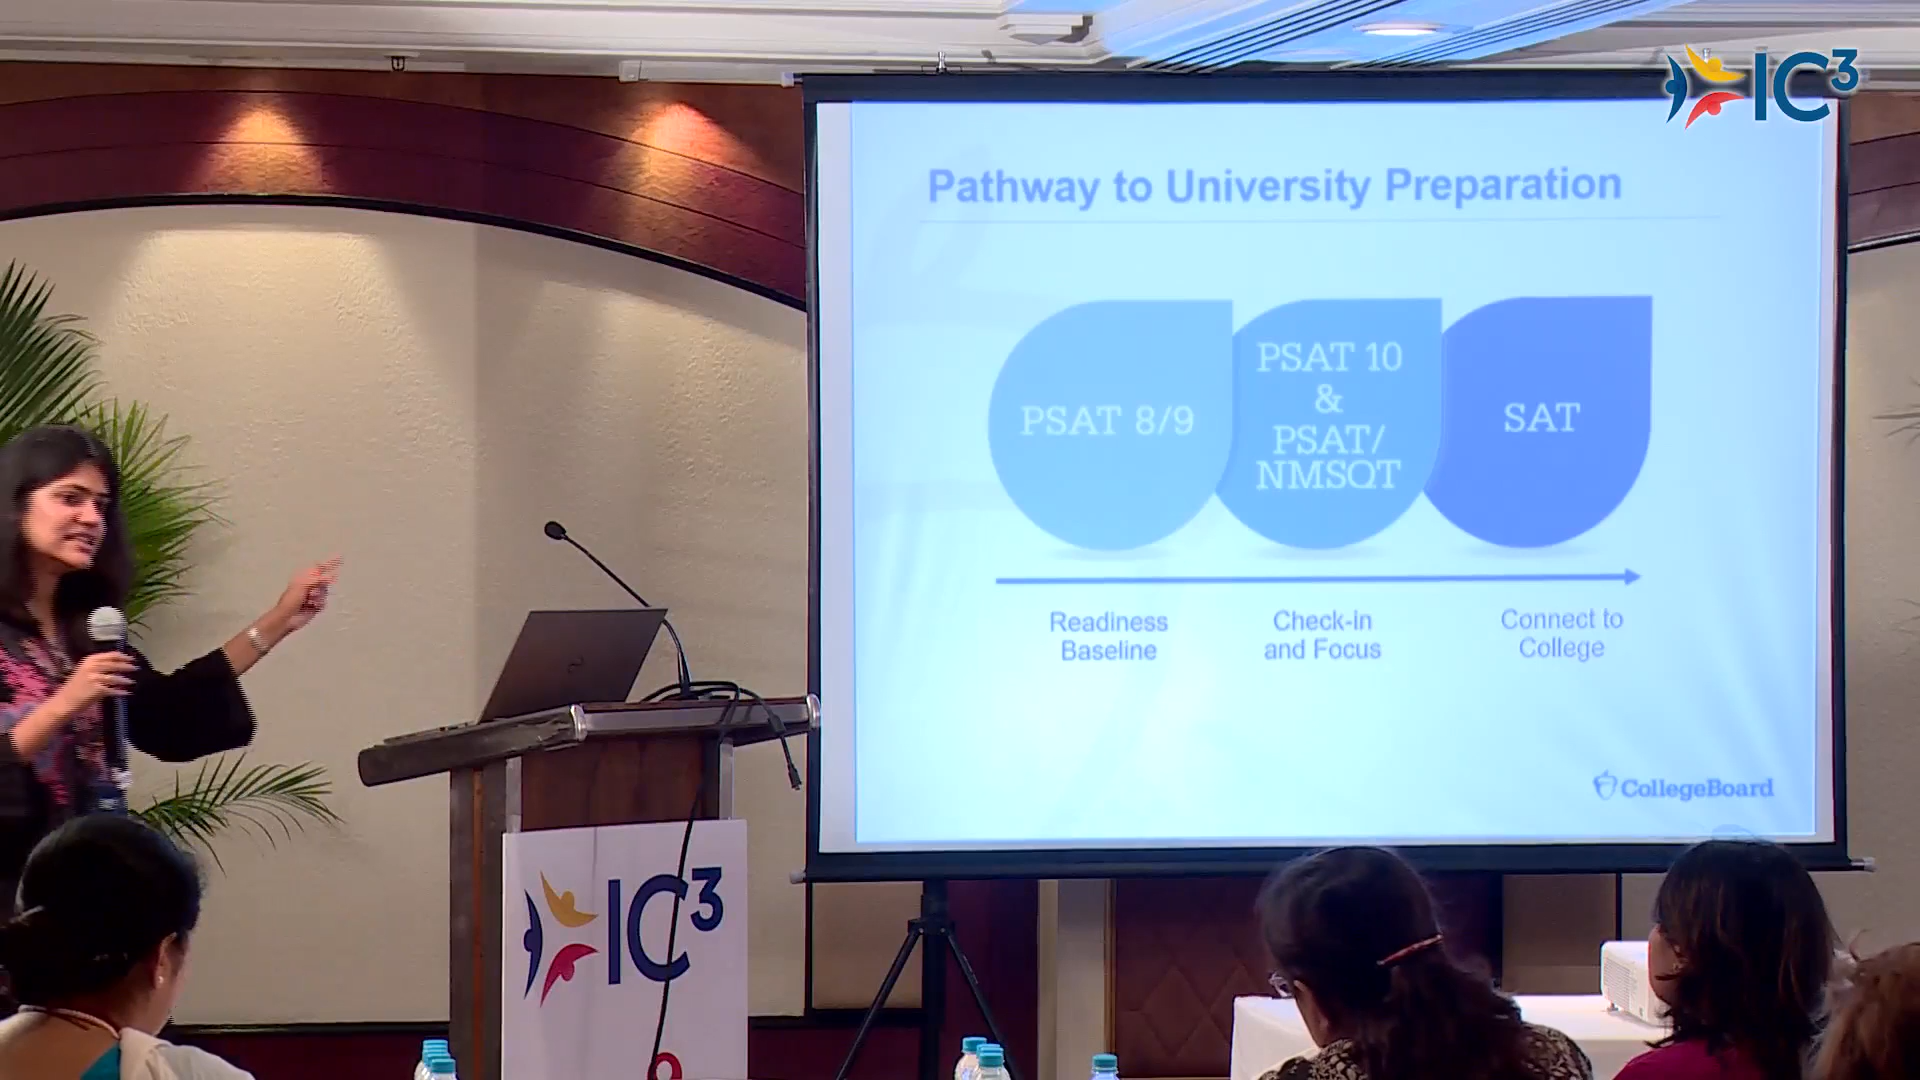 IC³
Pathway to University Preparation
PSAT 8/9
PSAT 10
&
PSAT/
NMSQT
SAT
Readiness
Baseline
Check-in
and Focus
Connect to
College
CollegeBoard
IC³